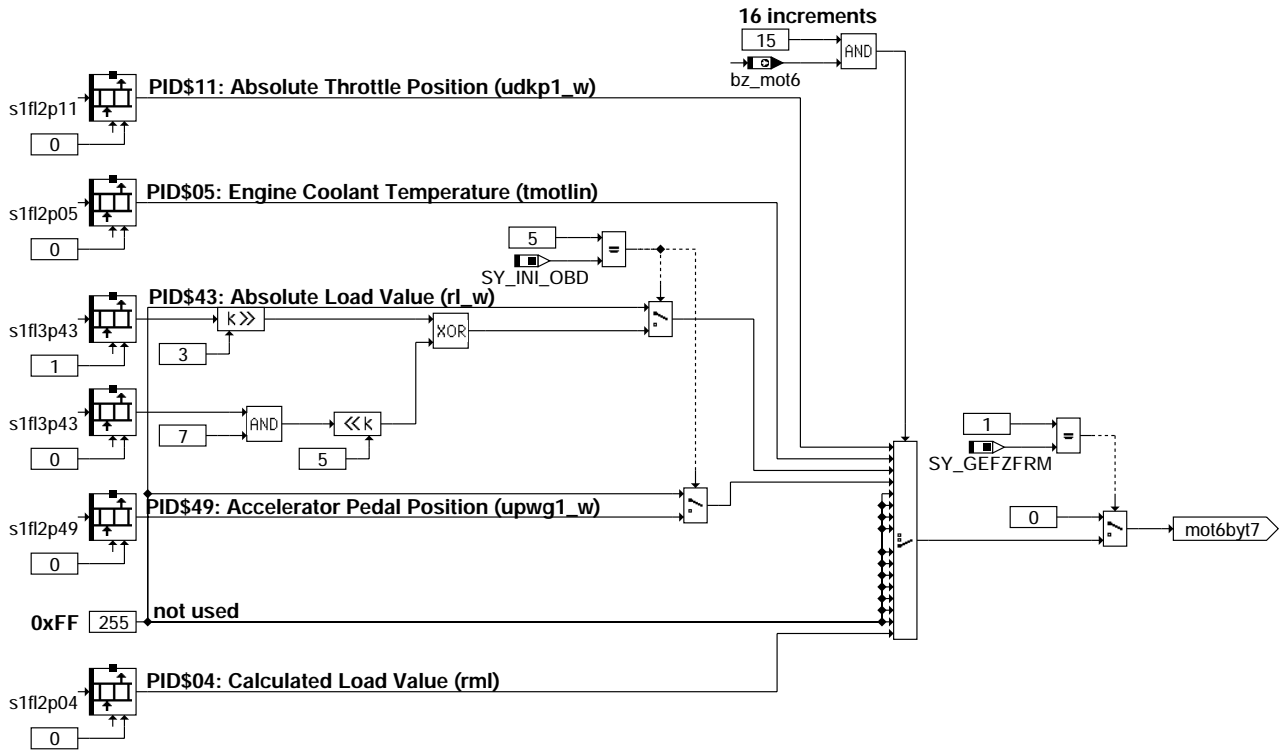 16 increments
15
AND
bz_mot6
PID$11: Absolute Throttle Position (udkp1_w)
s1fl2p11
0
PID$05: Engine Coolant Temperature (tmotlin)
s1fl2p05
0
5
=
SY_INI_OBD
PID$43: Absolute Load Value (rl_w)
s1fl3p43
k >>
XOR
3
1
s1fl3p43
AND
<< k
7
5
0
1
=
SY_GEFZFRM
PID$49: Accelerator Pedal Position (upwg1_w)
s1fl2p49
0
0
mot6byt7
not used
0xFF 255
PID$04: Calculated Load Value (rml)
s1fl2p04
0